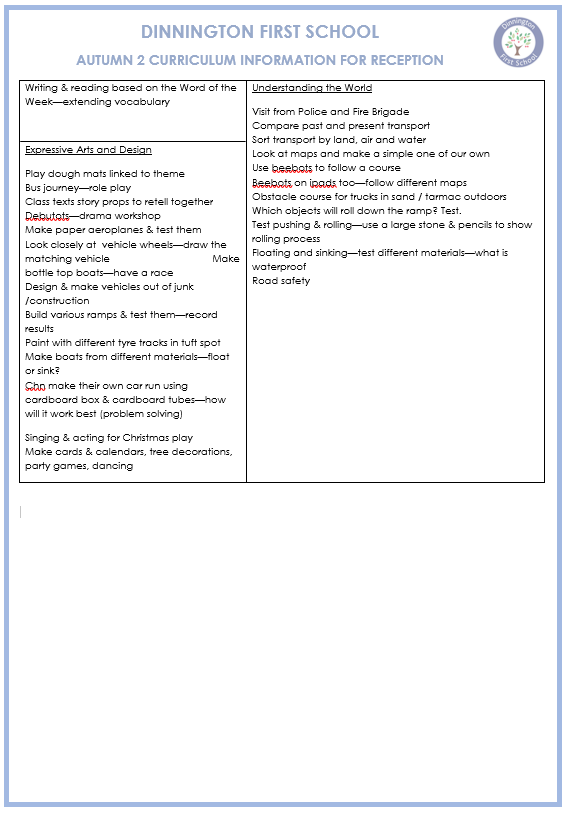 DINNINGTON FIRST SCHOOL
AUTUMN 2 CURRICULUM INFORMATION FOR RECEPTION
Dinnington
First School
Writing & reading based on the Word of the
Week—extending vocabulary
Expressive Arts and Design
Play dough mats linked to theme
Bus journey—role play
Class texts story props to retell together
Debutots—drama workshop
Make paper aeroplanes & test them
Look closely at  vehicle wheels—draw the
matching vehicle Make
bottle top boats—have a race
Design & make vehicles out of junk
/construction
Build various ramps & test them—record
results
Paint with different tyre tracks in tuft spot
Make boats from different materials—float
or sink?
Chn make their own car run using
cardboard box & cardboard tubes—how
will it work best (problem solving)
Singing & acting for Christmas play
Make cards & calendars, tree decorations,
party games, dancing
Understanding the World
Visit from Police and Fire Brigade
Compare past and present transport
Sort transport by land, air and water
Look at maps and make a simple one of our own
Use beebots to follow a course
Beebots on ipads too—follow different maps
Obstacle course for trucks in sand / tarmac outdoors
Which objects will roll down the ramp? Test.
Test pushing & rolling—use a large stone & pencils to show
rolling process
Floating and sinking—test different materials—what is
waterproof
Road safety